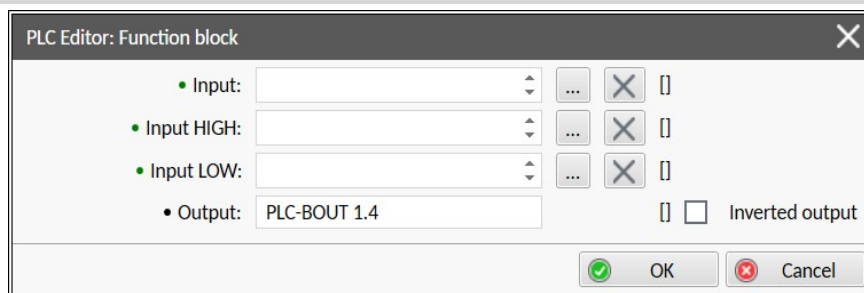 PLC Editor: Function block
• Input: ... []
• Input HIGH: ... []
• Input LOW: ... []
• Output: PLC-BOUT 1.4 [] Inverted output
OK Cancel